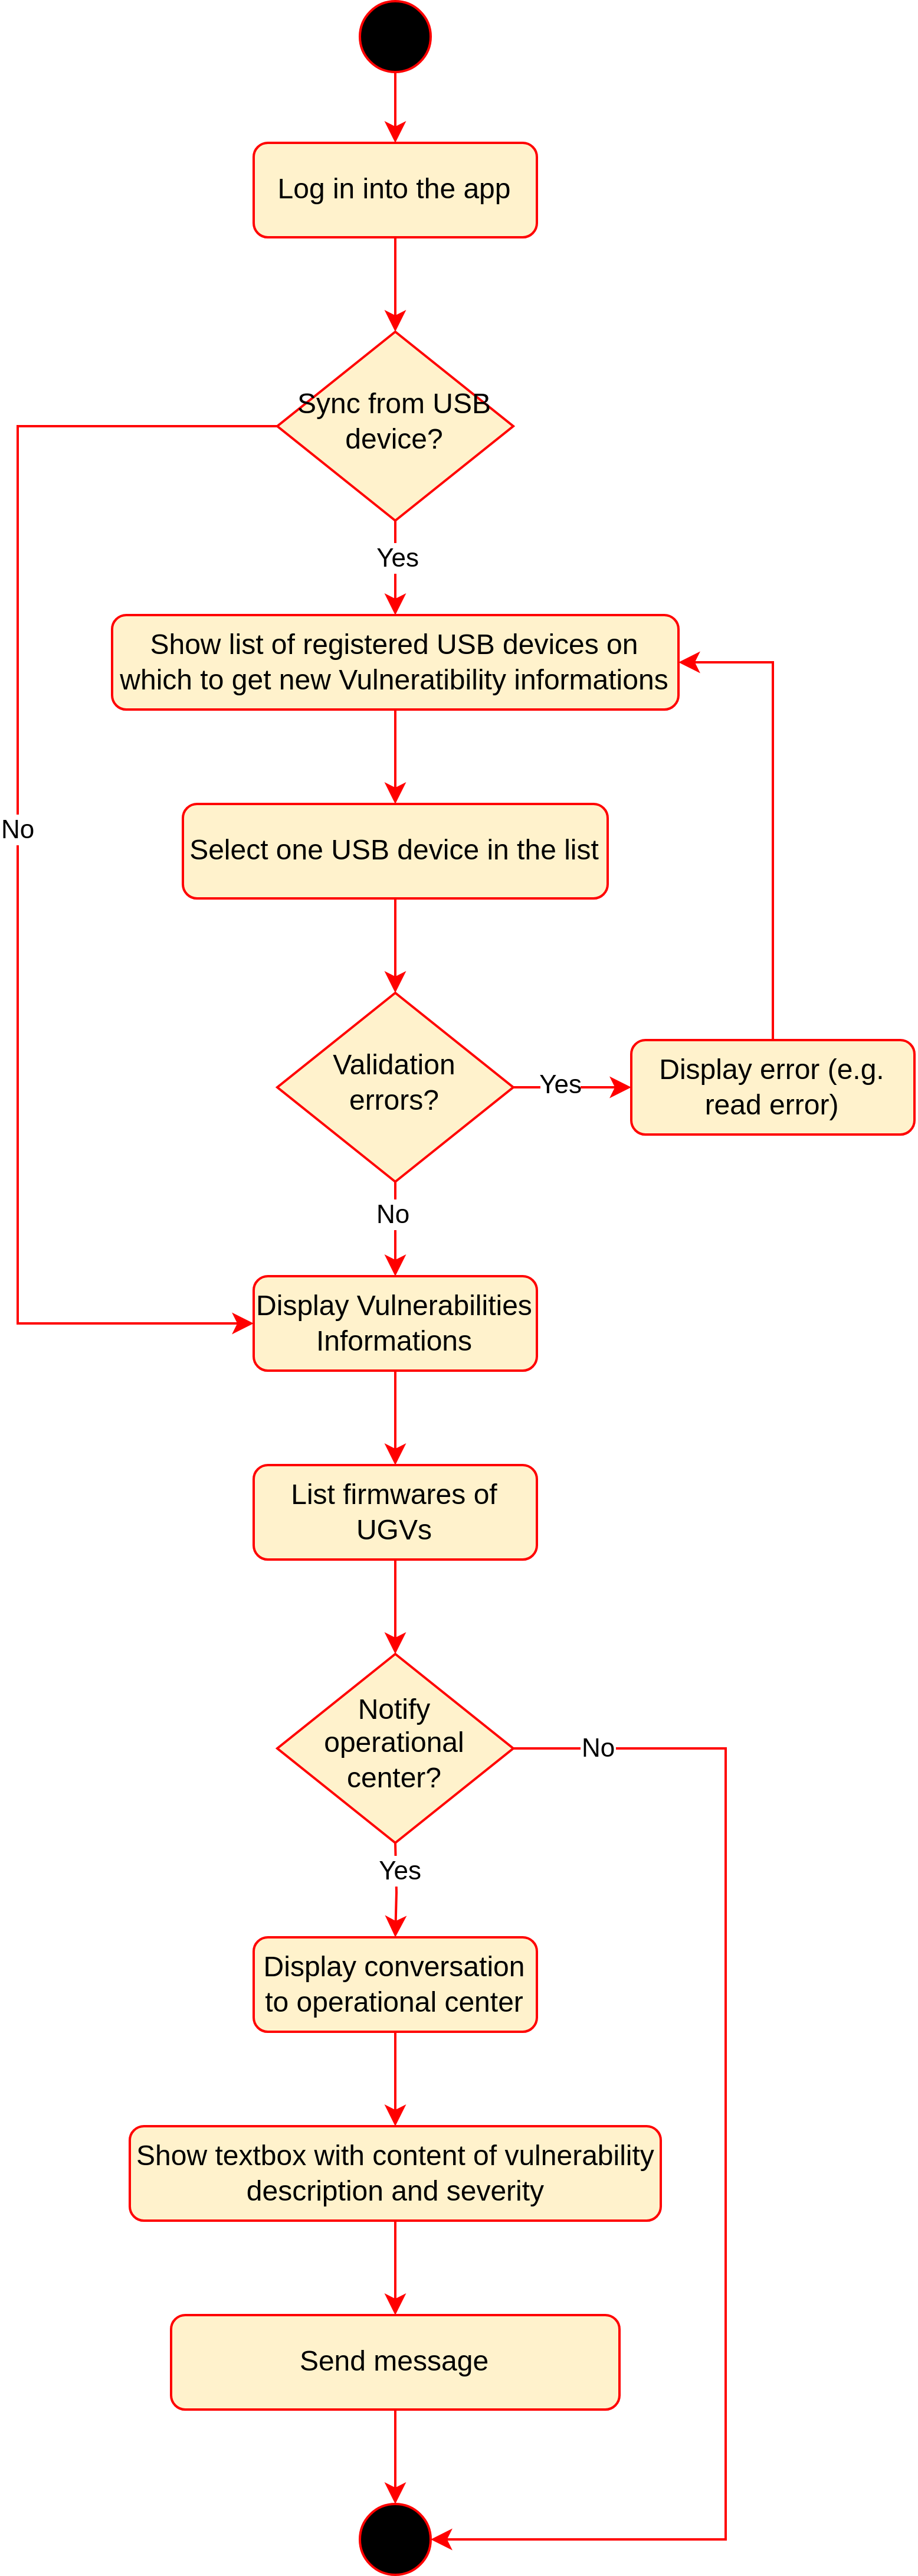 Log in into the app
Sync from USB
device?
Yes
Show list of registered USB devices on
which to get new Vulneratibility informations
No
Select one USB device in the list
Validation
errors?
Yes
Display error (e.g.
read error)
No
Display Vulnerabilities
Informations
List firmwares of
UGVs
Notify
operational
center?
No
Yes
Display conversation
to operational center
Show textbox with content of vulnerability
description and severity
Send message